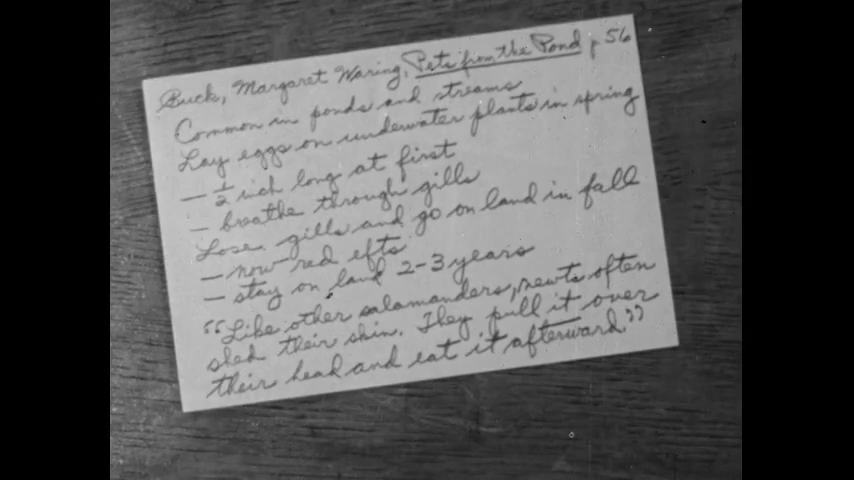 Buck, Margaret Waring, Pets from the Pond p 56
Common in ponds and streams
Lay eggs on underwater plants in spring
— ½ inch long at first
— breathe through gills
Lose gills and go on land in fall
— now red efts
— stay on land 2-3 years
"Like other salamanders, newts often
shed their skin. They pull it over
their head and eat it afterward."